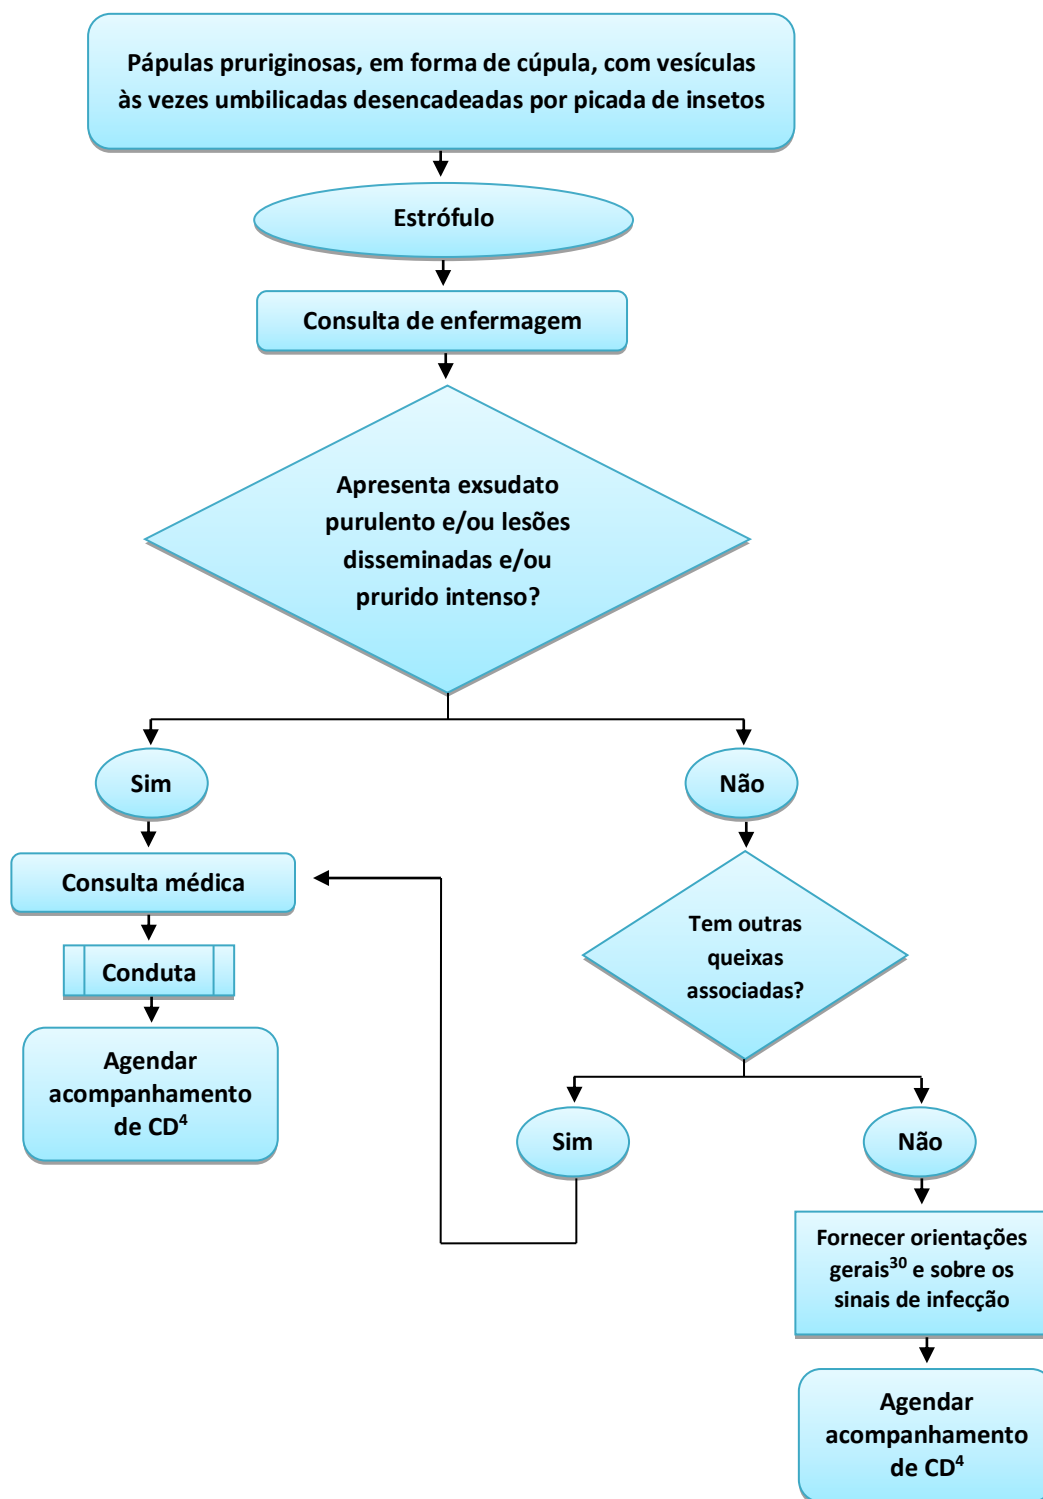 Pápulas pruriginosas, em forma de cúpula, com vesículas
às vezes umbilicadas desencadeadas por picada de insetos
Estrófulo
Consulta de enfermagem
Apresenta exsudato
purulento e/ou lesões
disseminadas e/ou
prurido intenso?
Sim
Não
Consulta médica
Conduta
Agendar
acompanhamento
de CD⁴
Tem outras
queixas
associadas?
Sim
Não
Fornecer orientações
gerais³⁰ e sobre os
sinais de infecção
Agendar
acompanhamento
de CD⁴